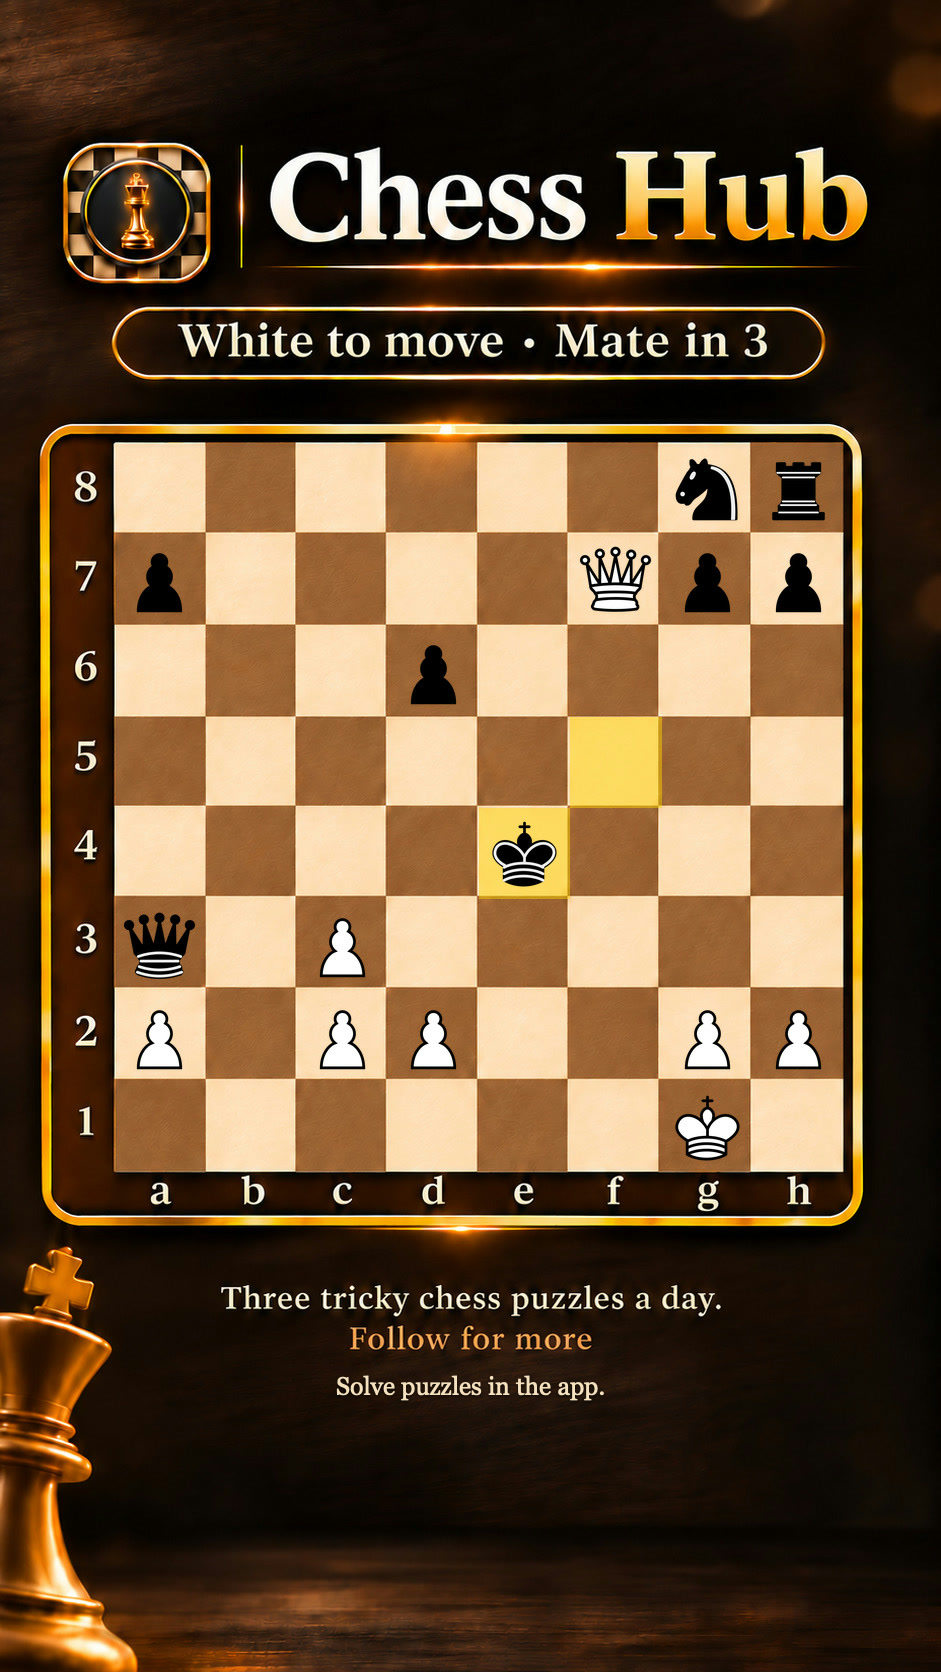 Chess Hub
White to move • Mate in 3
8
7
6
5
4
3
2
1
a b c d e f g h
Three tricky chess puzzles a day.
Follow for more
Solve puzzles in the app.